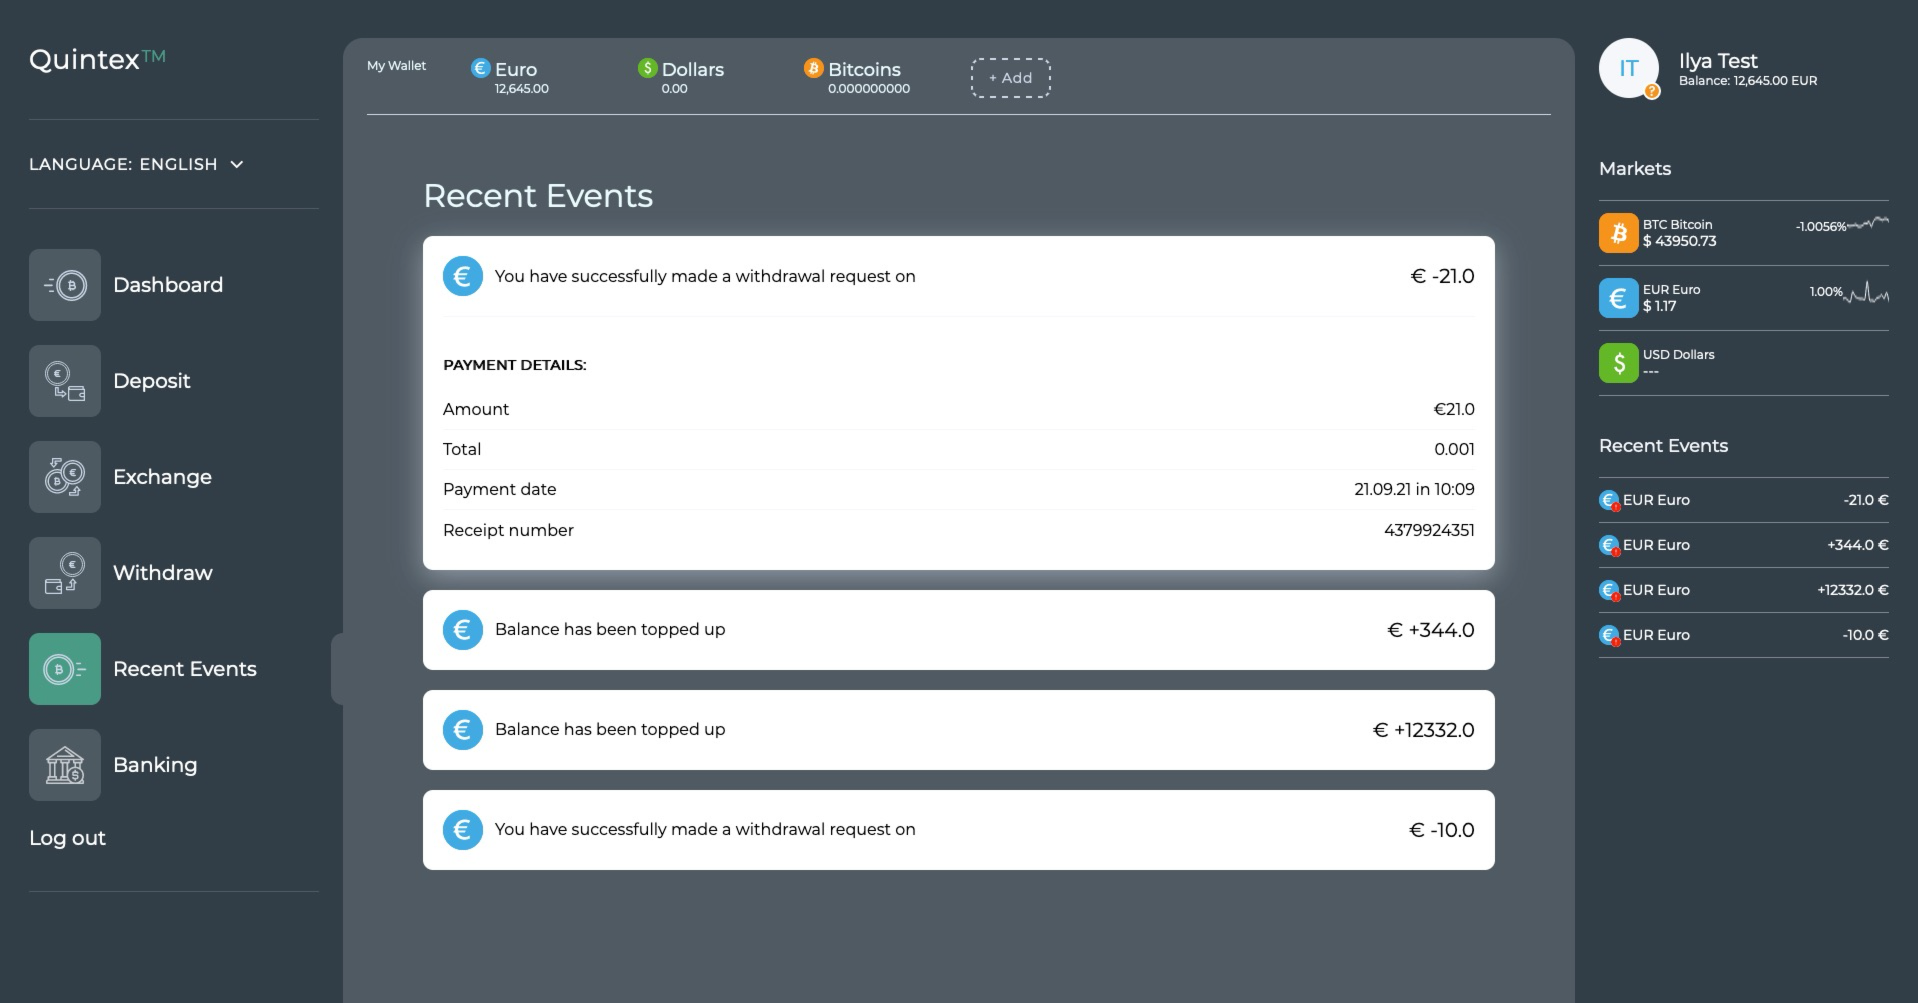 Quintex™
LANGUAGE: ENGLISH
Dashboard
Deposit
Exchange
Withdraw
Recent Events
Banking
Log out
My Wallet
Euro
12,645.00
Dollars
0.00
Bitcoins
0.000000000
+ Add
Recent Events
You have successfully made a withdrawal request on
€ -21.0
PAYMENT DETAILS:
Amount €21.0
Total 0.001
Payment date 21.09.21 in 10:09
Receipt number 4379924351
Balance has been topped up € +344.0
Balance has been topped up € +12332.0
You have successfully made a withdrawal request on € -10.0
IT
?
Ilya Test
Balance: 12,645.00 EUR
Markets
BTC Bitcoin
$ 43950.73
-1.0056%
EUR Euro
$ 1.17
1.00%
USD Dollars
---
Recent Events
EUR Euro -21.0 €
EUR Euro +344.0 €
EUR Euro +12332.0 €
EUR Euro -10.0 €